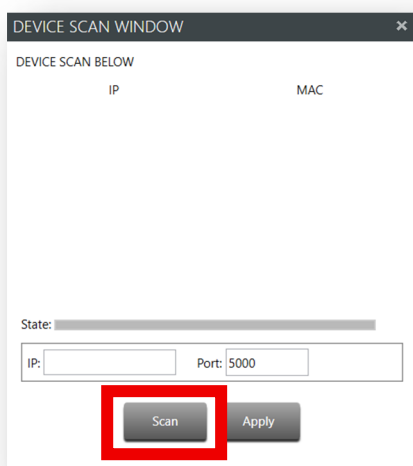 DEVICE SCAN WINDOW ×
DEVICE SCAN BELOW
IP MAC
State:
IP: Port: 5000
Scan Apply